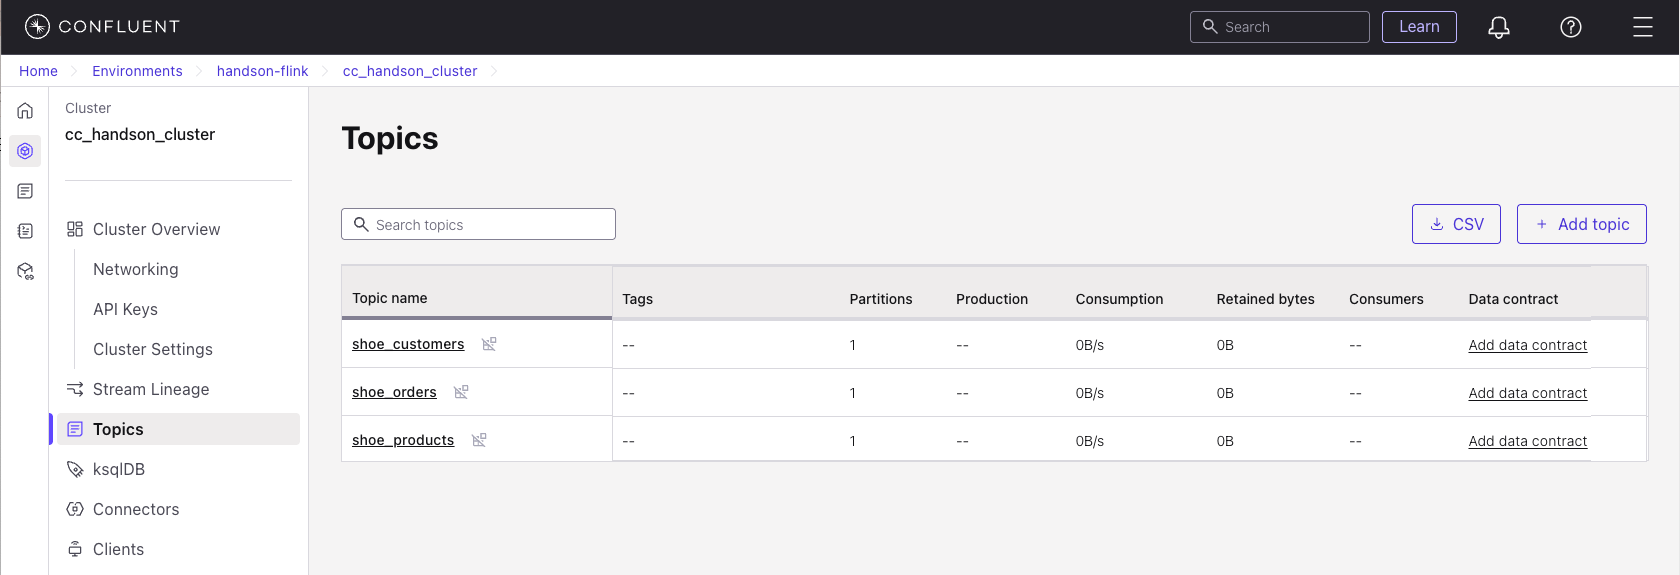 CONFLUENT
Search
Learn
Home
Environments
handson-flink
cc_handson_cluster
Cluster
cc_handson_cluster
Cluster Overview
Networking
API Keys
Cluster Settings
Stream Lineage
Topics
ksqlDB
Connectors
Clients
Topics
Search topics
CSV
+ Add topic
Topic name Tags Partitions Production Consumption Retained bytes Consumers Data contract
shoe_customers -- 1 -- 0B/s 0B -- Add data contract
shoe_orders -- 1 -- 0B/s 0B -- Add data contract
shoe_products -- 1 -- 0B/s 0B -- Add data contract